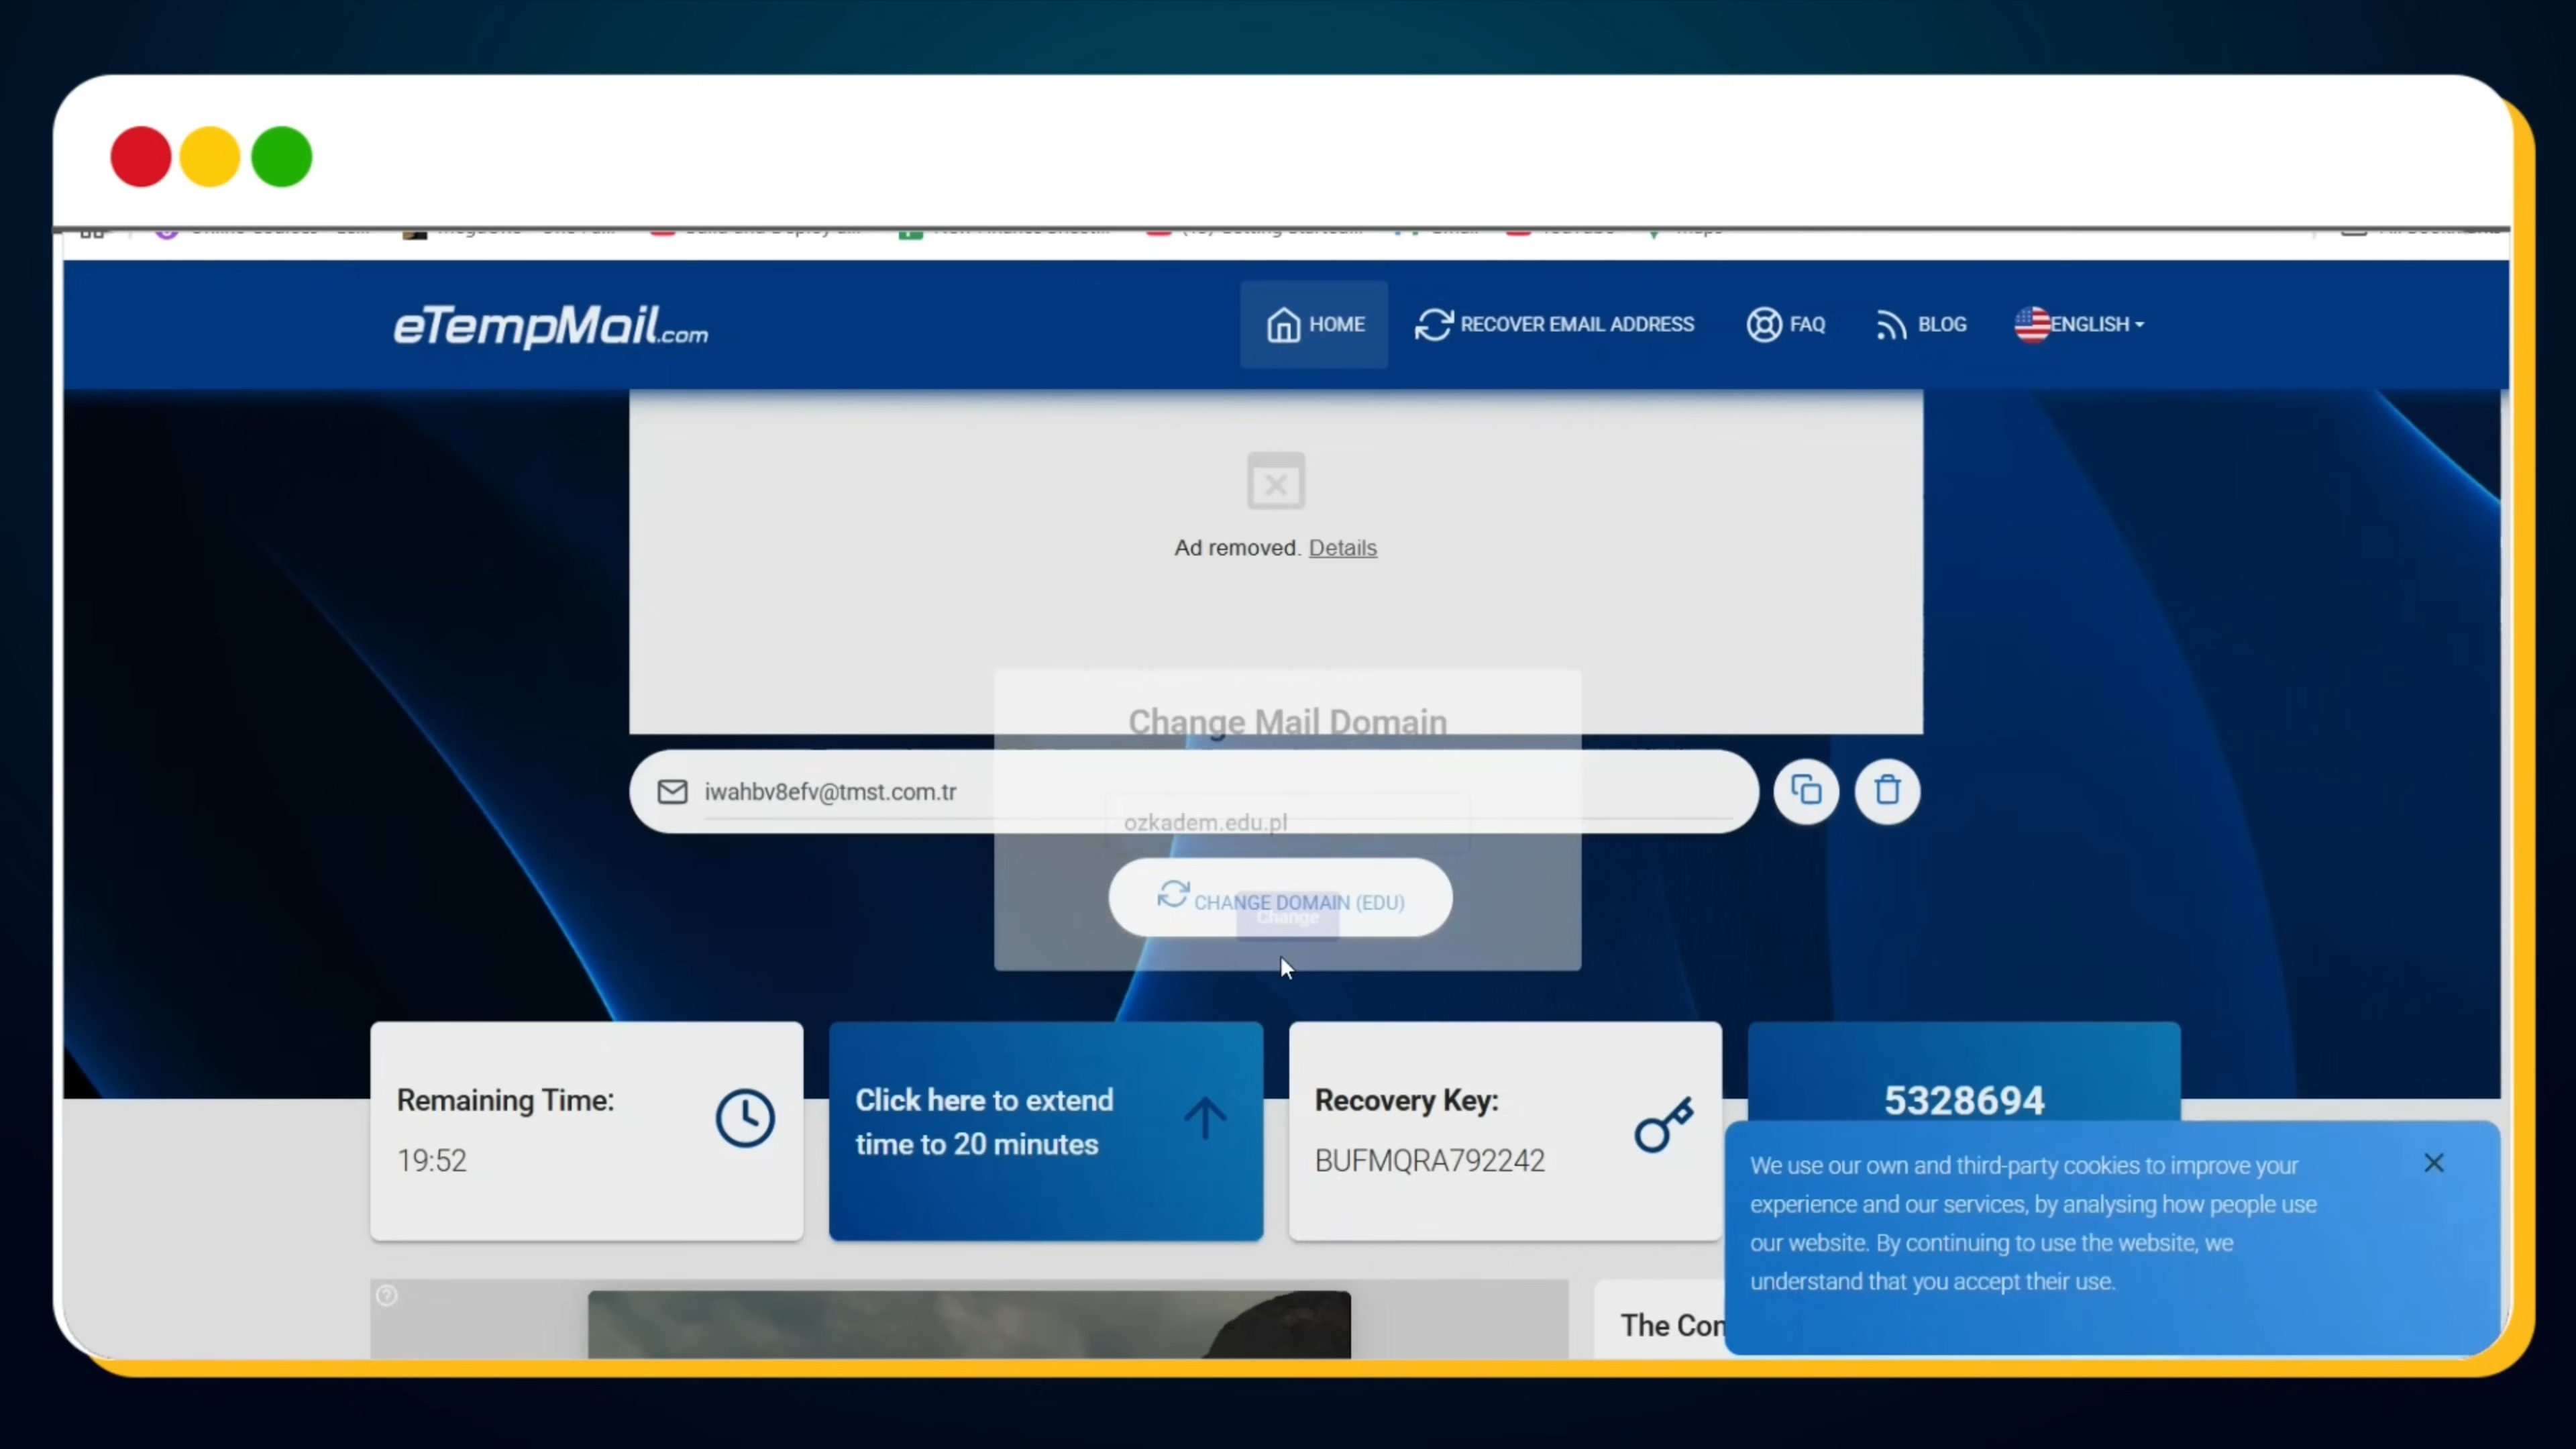 eTempMail.com
HOME
RECOVER EMAIL ADDRESS
FAQ
BLOG
ENGLISH
Ad removed. Details
Change Mail Domain
iwahbv8efv@tmst.com.tr
ozkadem.edu.pl
CHANGE DOMAIN (EDU)
Change
Remaining Time:
19:52
Click here to extend
time to 20 minutes
Recovery Key:
BUFMQRA792242
5328694
We use our own and third-party cookies to improve your
experience and our services, by analysing how people use
our website. By continuing to use the website, we
understand that you accept their use.
The Con